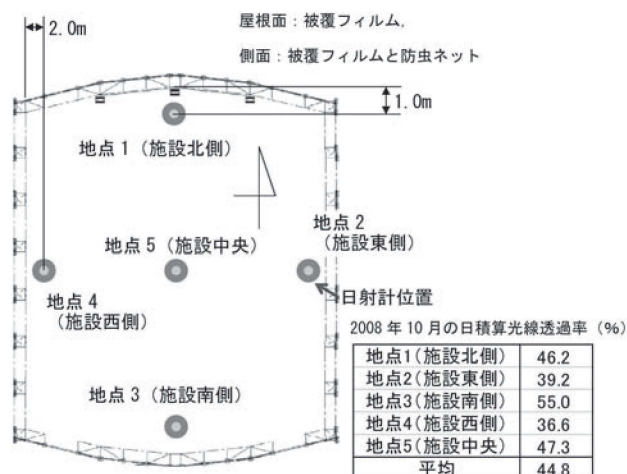 2.0m
屋根面：被覆フィルム，
側面：被覆フィルムと防虫ネット
1.0m
地点 1（施設北側）
地点 2
（施設東側）
地点 5（施設中央）
地点 4
（施設西側）
日射計位置
地点 3（施設南側）
2008 年 10 月の日積算光線透過率（%）
地点1(施設北側) 46.2
地点2(施設東側) 39.2
地点3(施設南側) 55.0
地点4(施設西側) 36.6
地点5(施設中央) 47.3
平均 44.8